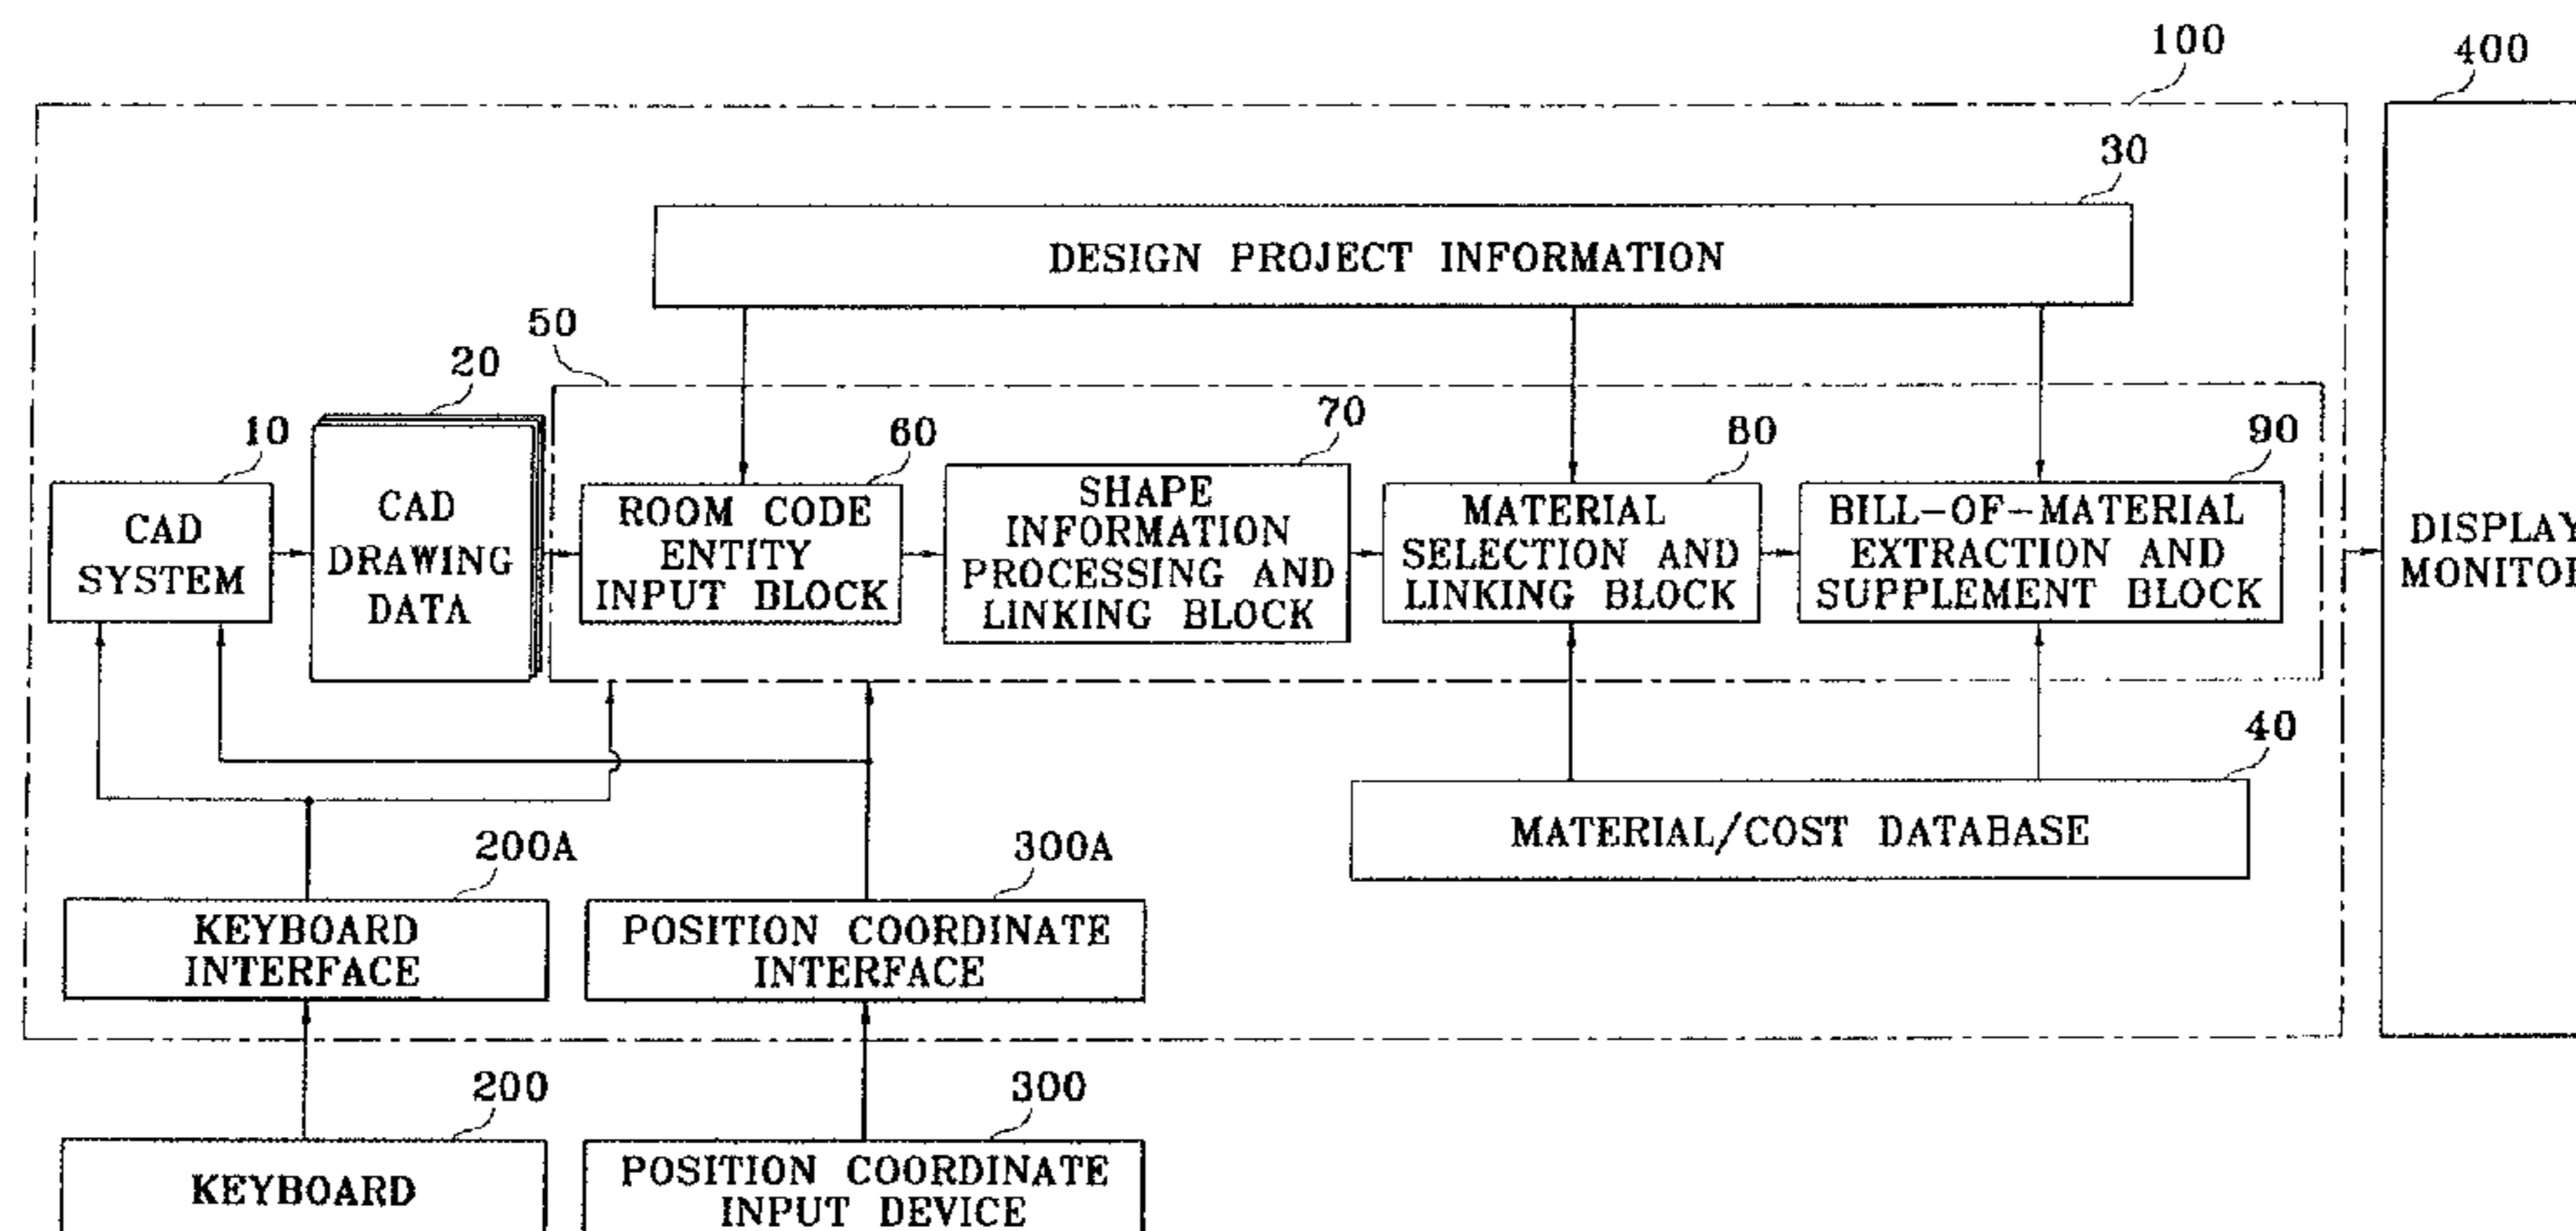 100
400
30
DESIGN PROJECT INFORMATION
50
20
10
CAD
SYSTEM
CAD
DRAWING
DATA
60
ROOM CODE
ENTITY
INPUT BLOCK
70
SHAPE
INFORMATION
PROCESSING AND
LINKING BLOCK
80
MATERIAL
SELECTION AND
LINKING BLOCK
90
BILL-OF-MATERIAL
EXTRACTION AND
SUPPLEMENT BLOCK
DISPLAY
MONITOR
40
MATERIAL/COST DATABASE
200A
KEYBOARD
INTERFACE
300A
POSITION COORDINATE
INTERFACE
200
KEYBOARD
300
POSITION COORDINATE
INPUT DEVICE